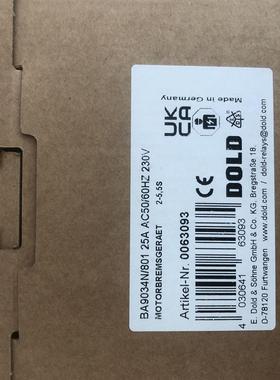 BA9034N/801 25A AC50/60HZ 230V
2-5,5S
MOTORBREMSGERAET
Artikel-Nr. 0063093
UK
CA
Made in Germany
CE
DOLD
4 030641 63093
E. Dold & Söhne GmbH & Co. KG, Bregstraße 18,
D-78120 Furtwangen
www.dold.com / dold-relays@dold.com